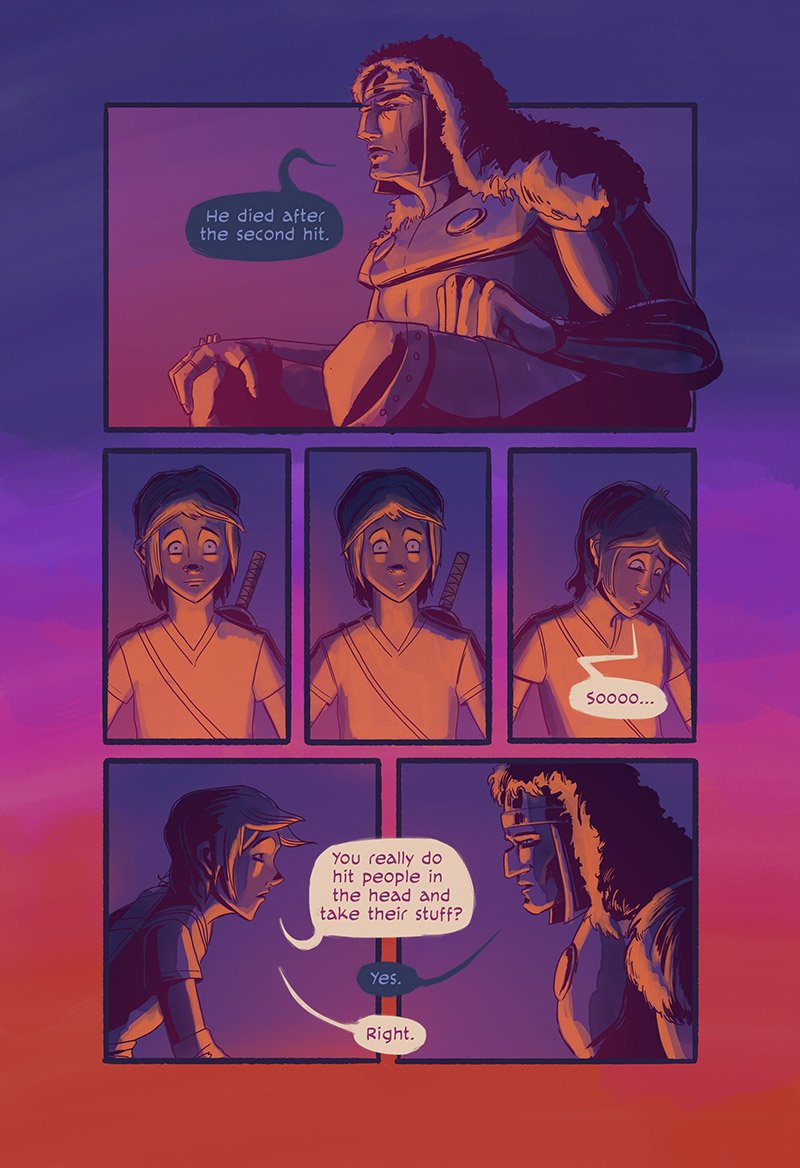 He died after
the second hit.
Soooo...
You really do
hit people in
the head and
take their stuff?
Yes.
Right.